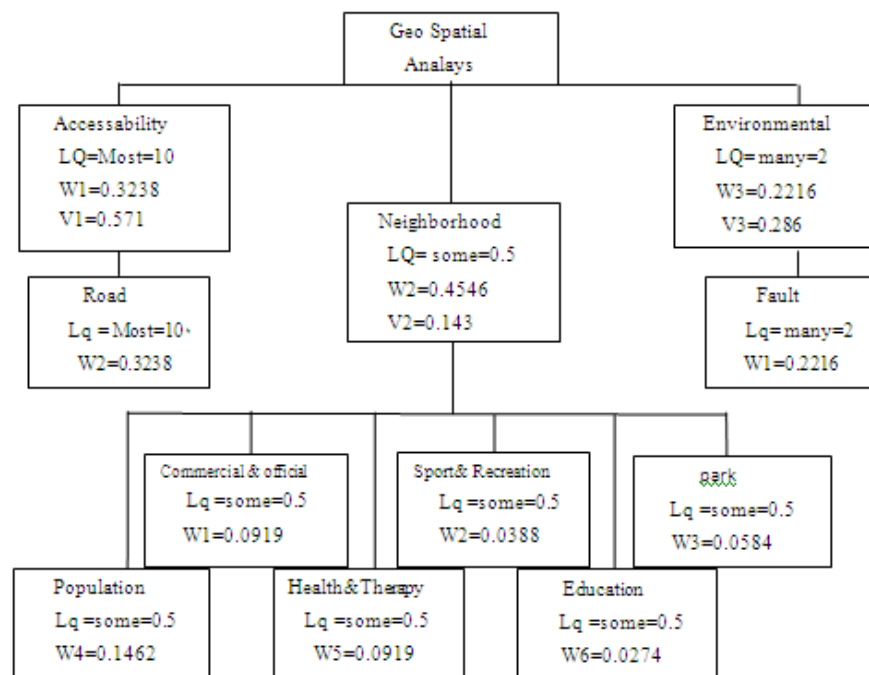 Geo Spatial
Analays
Accessability
LQ=Most=10
W1=0.3238
V1=0.571
Environmental
LQ= many=2
W3=0.2216
V3=0.286
Neighborhood
LQ= some=0.5
W2=0.4546
V2=0.143
Road
Lq =Most=10
W2=0.3238
Fault
Lq=many=2
W1=0.2216
Commercial & official
Lq =some=0.5
W1=0.0919
Sport& Recreation
Lq =some=0.5
W2=0.0388
park
Lq =some=0.5
W3=0.0584
Population
Lq =some=0.5
W4=0.1462
Health&Therapy
Lq =some=0.5
W5=0.0919
Education
Lq =some=0.5
W6=0.0274